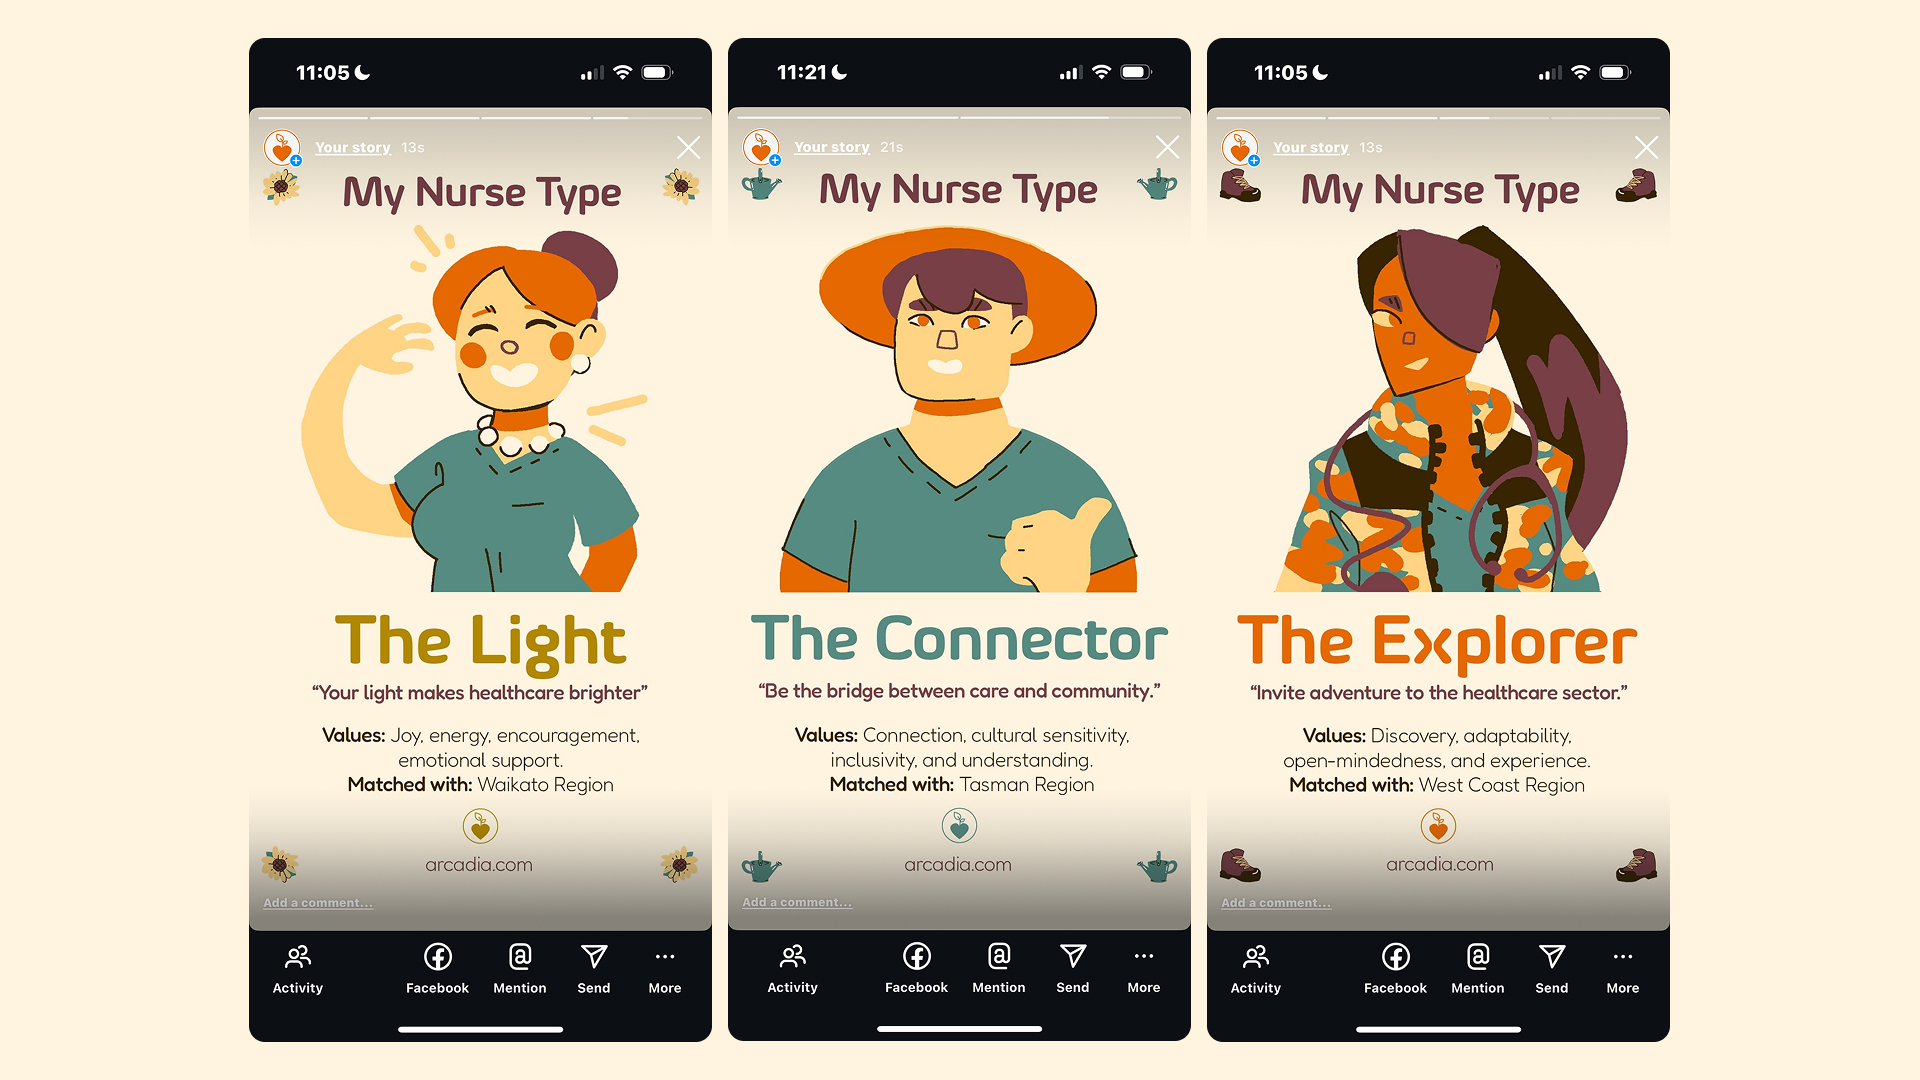 11:05
Your story 13s
My Nurse Type
The Light
“Your light makes healthcare brighter”
Values: Joy, energy, encouragement,
emotional support.
Matched with: Waikato Region
arcadia.com
Add a comment...
Activity
Facebook
Mention
Send
More
11:21
Your story 21s
My Nurse Type
The Connector
“Be the bridge between care and community.”
Values: Connection, cultural sensitivity,
inclusivity, and understanding.
Matched with: Tasman Region
arcadia.com
Add a comment...
Activity
Facebook
Mention
Send
More
11:05
Your story 13s
My Nurse Type
The Explorer
“Invite adventure to the healthcare sector.”
Values: Discovery, adaptability,
open-mindedness, and experience.
Matched with: West Coast Region
arcadia.com
Add a comment...
Activity
Facebook
Mention
Send
More